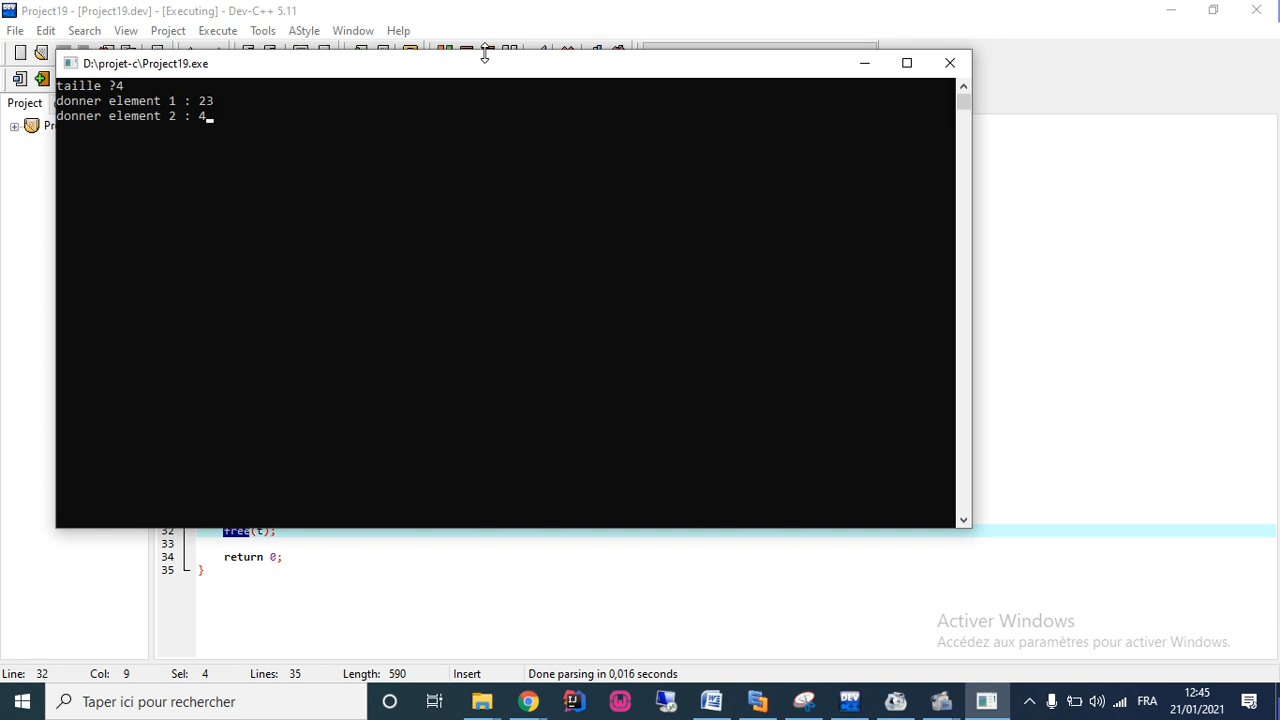 Project19 - [Project19.dev] - [Executing] - Dev-C++ 5.11
File Edit Search View Project Execute Tools AStyle Window Help
D:\projet-c\Project19.exe
taille ?4
donner element 1 : 23
donner element 2 : 4
Project
32 free(t);
33
34 return 0;
35 }
Activer Windows
Accédez aux paramètres pour activer Windows.
Line: 32 Col: 9 Sel: 4 Lines: 35 Length: 590 Insert Done parsing in 0,016 seconds
Taper ici pour rechercher
FRA
12:45
21/01/2021